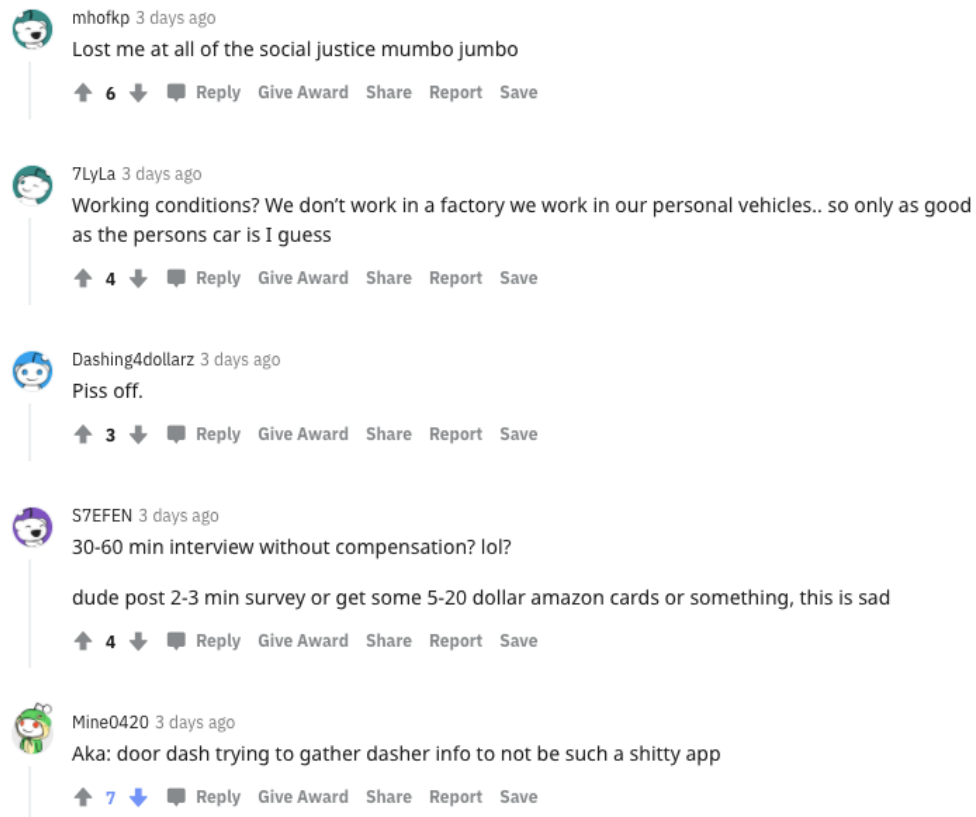 mhofkp 3 days ago
Lost me at all of the social justice mumbo jumbo
6 Reply Give Award Share Report Save
7LyLa 3 days ago
Working conditions? We don't work in a factory we work in our personal vehicles.. so only as good
as the persons car is I guess
4 Reply Give Award Share Report Save
Dashing4dollarz 3 days ago
Piss off.
3 Reply Give Award Share Report Save
S7EFEN 3 days ago
30-60 min interview without compensation? lol?
dude post 2-3 min survey or get some 5-20 dollar amazon cards or something, this is sad
4 Reply Give Award Share Report Save
Mine0420 3 days ago
Aka: door dash trying to gather dasher info to not be such a shitty app
7 Reply Give Award Share Report Save